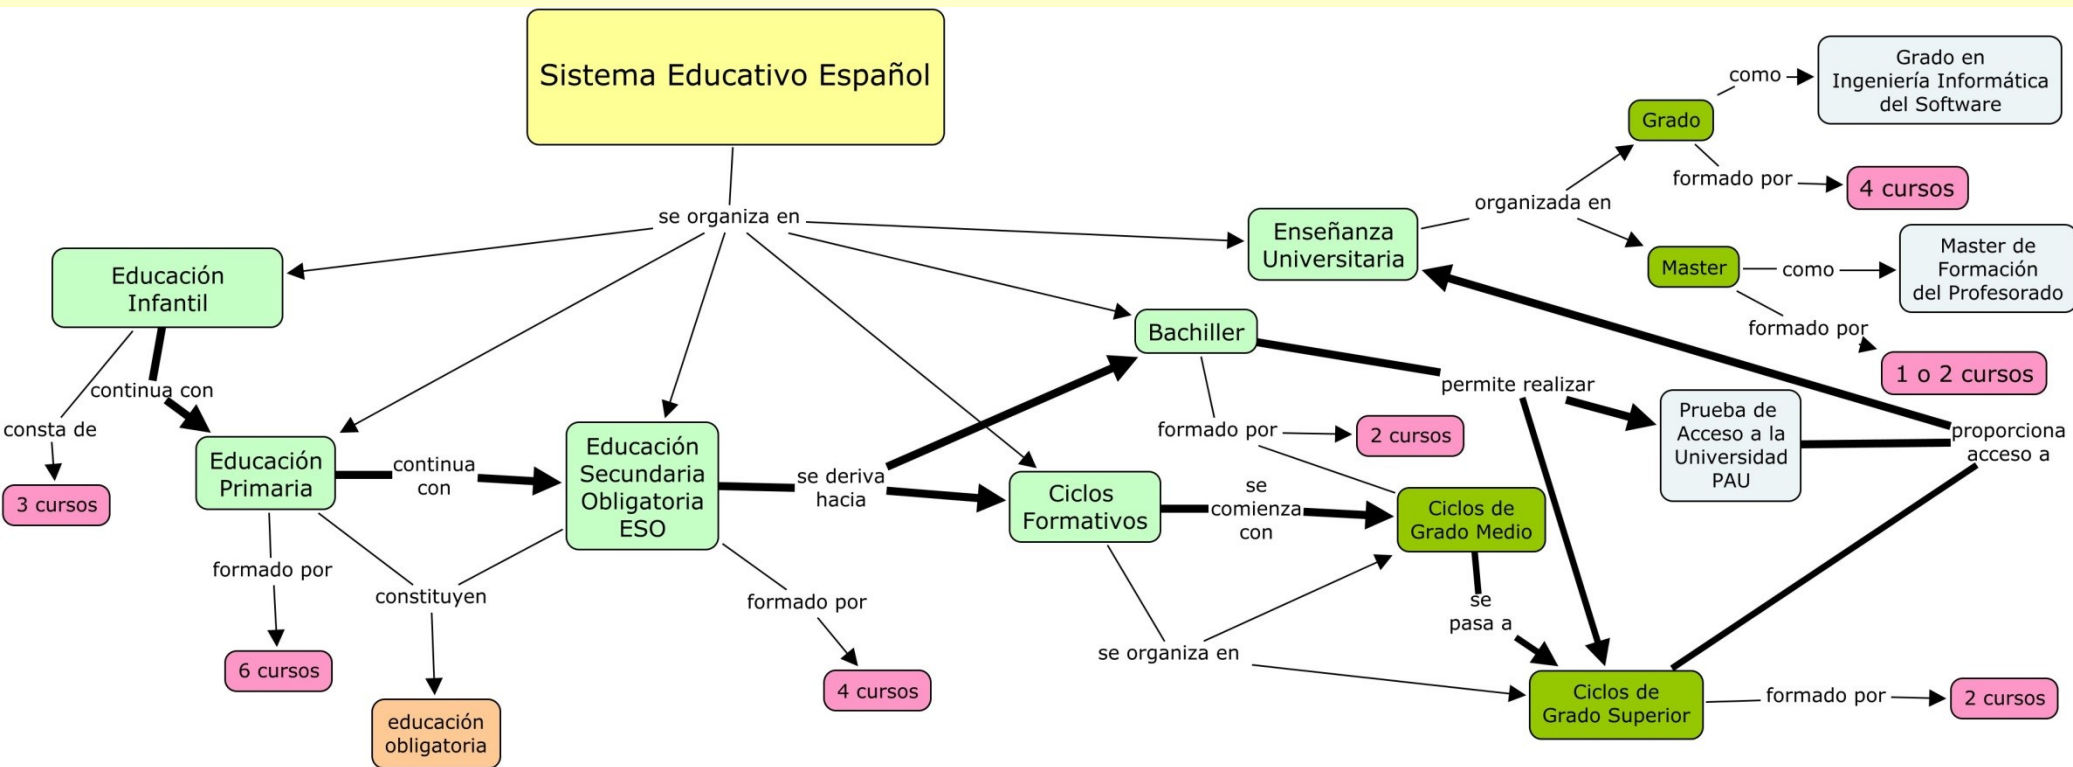 Sistema Educativo Español
se organiza en
Educación
Infantil
continua con
consta de
3 cursos
Educación
Primaria
continua
con
formado por
6 cursos
constituyen
educación
obligatoria
Educación
Secundaria
Obligatoria
ESO
formado por
4 cursos
se deriva
hacia
Bachiller
formado por
2 cursos
permite realizar
Prueba de
Acceso a la
Universidad
PAU
proporciona
acceso a
Ciclos
Formativos
se
comienza
con
Ciclos de
Grado Medio
se
pasa a
se organiza en
Ciclos de
Grado Superior
formado por
2 cursos
Enseñanza
Universitaria
organizada en
Grado
como
Grado en
Ingeniería Informática
del Software
formado por
4 cursos
Master
como
Master de
Formación
del Profesorado
formado por
1 o 2 cursos